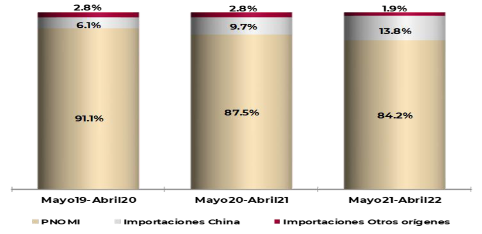 2.8% 2.8% 1.9%
6.1% 9.7% 13.8%
91.1% 87.5% 84.2%
Mayo19-Abril20 Mayo20-Abril21 Mayo21-Abril22
PNOMI Importaciones China Importaciones Otros orígenes